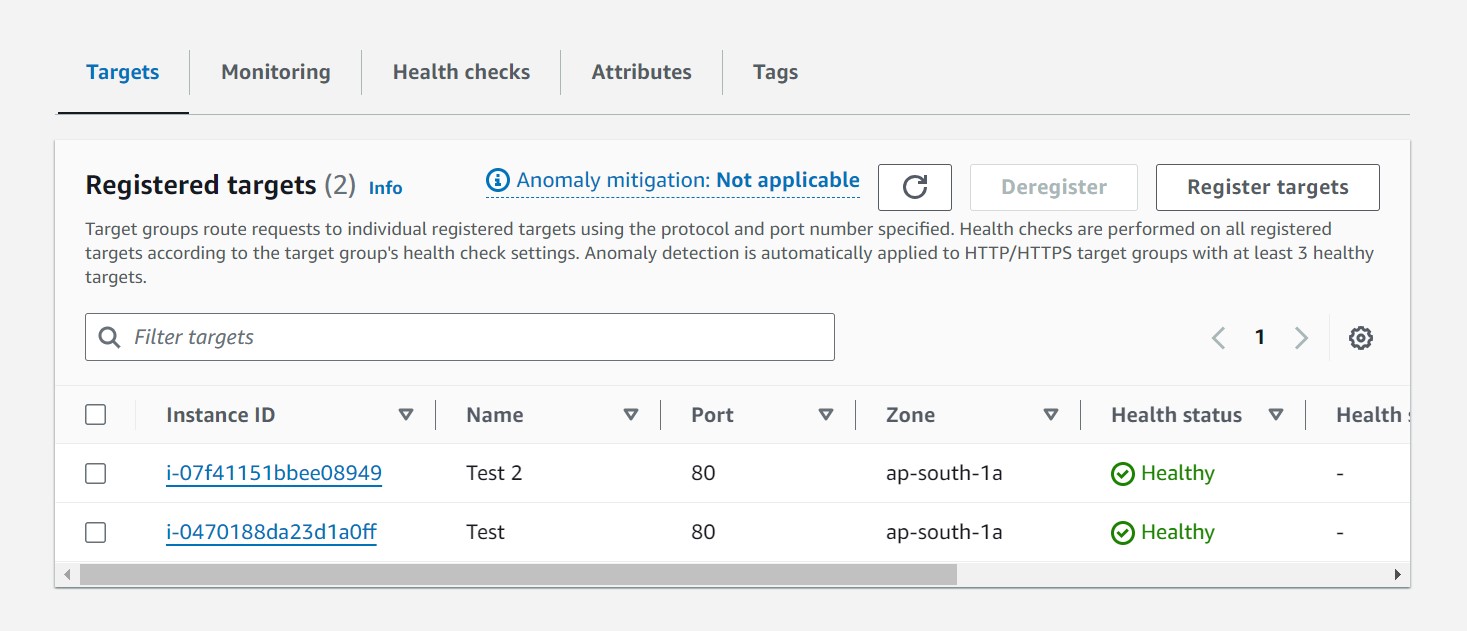 Targets Monitoring Health checks Attributes Tags
Registered targets (2) Info Anomaly mitigation: Not applicable Deregister Register targets
Target groups route requests to individual registered targets using the protocol and port number specified. Health checks are performed on all registered
targets according to the target group's health check settings. Anomaly detection is automatically applied to HTTP/HTTPS target groups with at least 3 healthy
targets.
Filter targets 1
Instance ID Name Port Zone Health status Health
i-07f41151bbee08949 Test 2 80 ap-south-1a Healthy -
i-0470188da23d1a0ff Test 80 ap-south-1a Healthy -